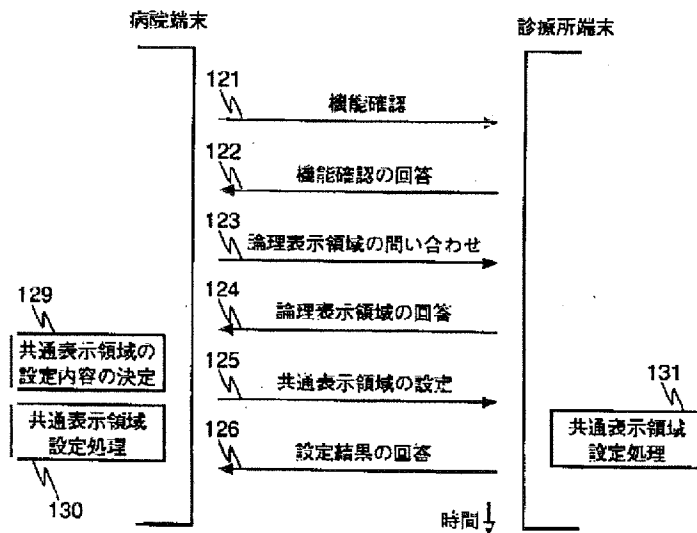 病院端末
診療所端末
121
機能確認
122
機能確認の回答
123
論理表示領域の問い合わせ
124
論理表示領域の回答
129
共通表示領域の
設定内容の決定
125
共通表示領域の設定
131
共通表示領域
設定処理
130
126
設定結果の回答
共通表示領域
設定処理
時間